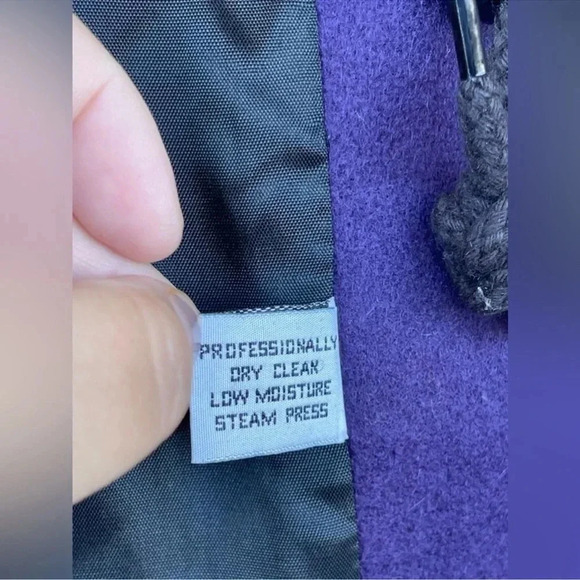 PROFESSIONALLY
DRY CLEAN
LOW MOISTURE
STEAM PRESS